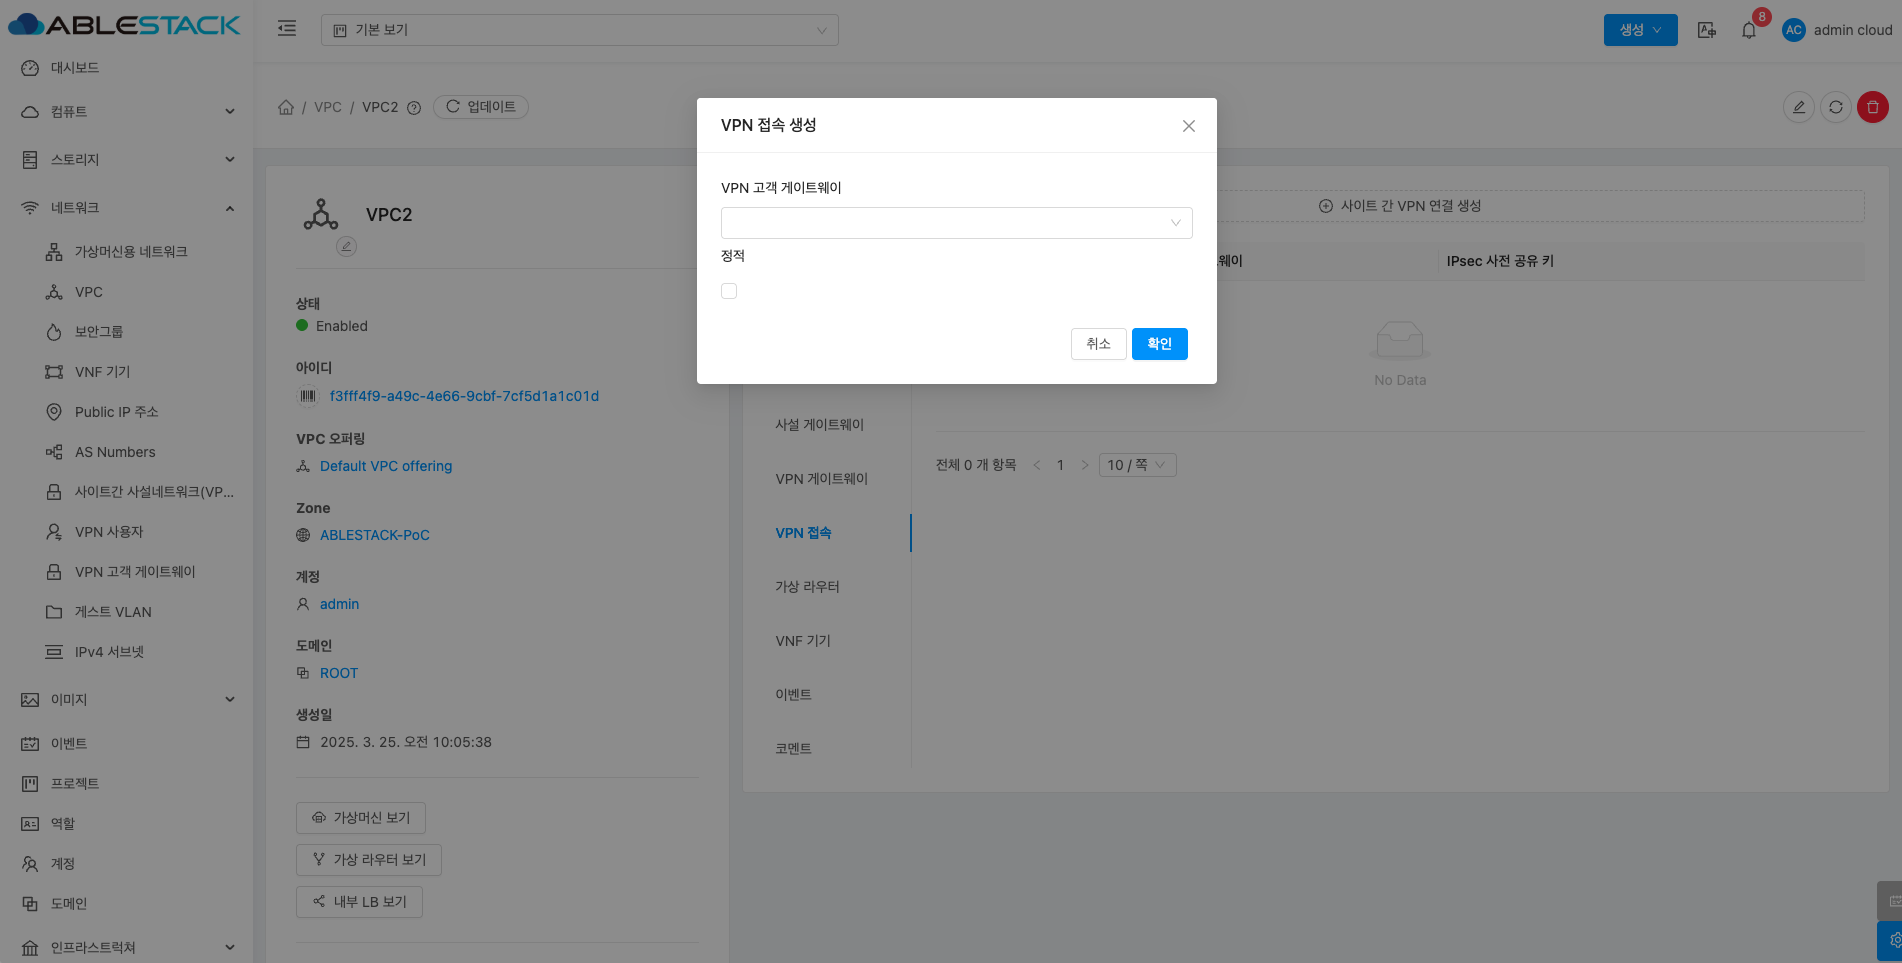 ABLESTACK
기본 보기
생성
8
AC
admin cloud
대시보드
컴퓨트
스토리지
네트워크
가상머신용 네트워크
VPC
보안그룹
VNF 기기
Public IP 주소
AS Numbers
사이트간 사설네트워크(VP...
VPN 사용자
VPN 고객 게이트웨이
게스트 VLAN
IPv4 서브넷
이미지
이벤트
프로젝트
역할
계정
도메인
인프라스트럭쳐
/ VPC / VPC2
업데이트
VPC2
상태
Enabled
아이디
f3fff4f9-a49c-4e66-9cbf-7cf5d1a1c01d
VPC 오퍼링
Default VPC offering
Zone
ABLESTACK-PoC
계정
admin
도메인
ROOT
생성일
2025. 3. 25. 오전 10:05:38
가상머신 보기
가상 라우터 보기
내부 LB 보기
VPN 접속 생성
VPN 고객 게이트웨이
정적
취소
확인
사설 게이트웨이
VPN 게이트웨이
VPN 접속
가상 라우터
VNF 기기
이벤트
코멘트
사이트 간 VPN 연결 생성
웨이
IPsec 사전 공유 키
No Data
전체 0 개 항목
1
10 / 쪽